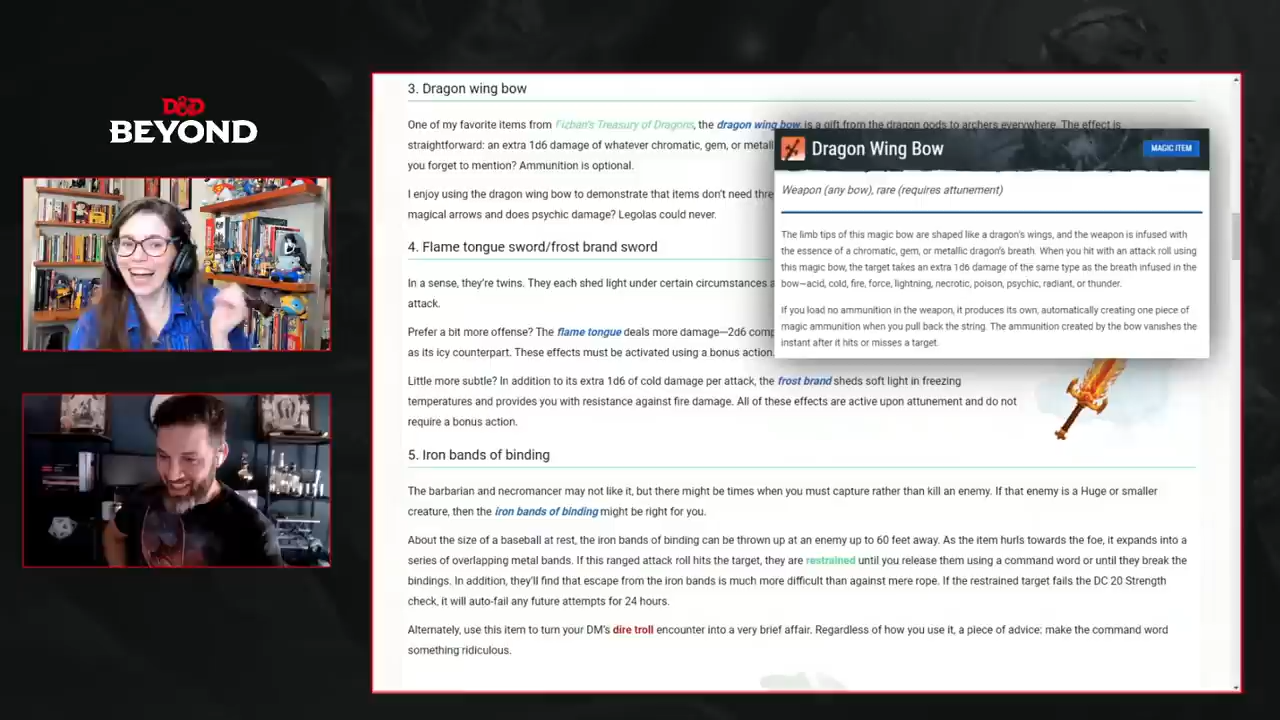 D&D
BEYOND
3. Dragon wing bow
One of my favorite items from Fizban's Treasury of Dragons, the dragon wing bow, is a gift from the dragon gods to archers everywhere. The effect is
straightforward: an extra 1d6 damage of whatever chromatic, gem, or metall
you forget to mention? Ammunition is optional.
I enjoy using the dragon wing bow to demonstrate that items don't need thre
magical arrows and does psychic damage? Legolas could never.
4. Flame tongue sword/frost brand sword
In a sense, they're twins. They each shed light under certain circumstances a
attack.
Prefer a bit more offense? The flame tongue deals more damage—2d6 comp
as its icy counterpart. These effects must be activated using a bonus action.
Little more subtle? In addition to its extra 1d6 of cold damage per attack, the frost brand sheds soft light in freezing
temperatures and provides you with resistance against fire damage. All of these effects are active upon attunement and do not
require a bonus action.
5. Iron bands of binding
The barbarian and necromancer may not like it, but there might be times when you must capture rather than kill an enemy. If that enemy is a Huge or smaller
creature, then the iron bands of binding might be right for you.
About the size of a baseball at rest, the iron bands of binding can be thrown up at an enemy up to 60 feet away. As the item hurls towards the foe, it expands into a
series of overlapping metal bands. If this ranged attack roll hits the target, they are restrained until you release them using a command word or until they break the
bindings. In addition, they'll find that escape from the iron bands is much more difficult than against mere rope. If the restrained target fails the DC 20 Strength
check, it will auto-fail any future attempts for 24 hours.
Alternately, use this item to turn your DM's dire troll encounter into a very brief affair. Regardless of how you use it, a piece of advice: make the command word
something ridiculous.
Dragon Wing Bow
MAGIC ITEM
Weapon (any bow), rare (requires attunement)
The limb tips of this magic bow are shaped like a dragon's wings, and the weapon is infused with
the essence of a chromatic, gem, or metallic dragon's breath. When you hit with an attack roll using
this magic bow, the target takes an extra 1d6 damage of the same type as the breath infused in the
bow—acid, cold, fire, force, lightning, necrotic, poison, psychic, radiant, or thunder.
If you load no ammunition in the weapon, it produces its own, automatically creating one piece of
magic ammunition when you pull back the string. The ammunition created by the bow vanishes the
instant after it hits or misses a target.